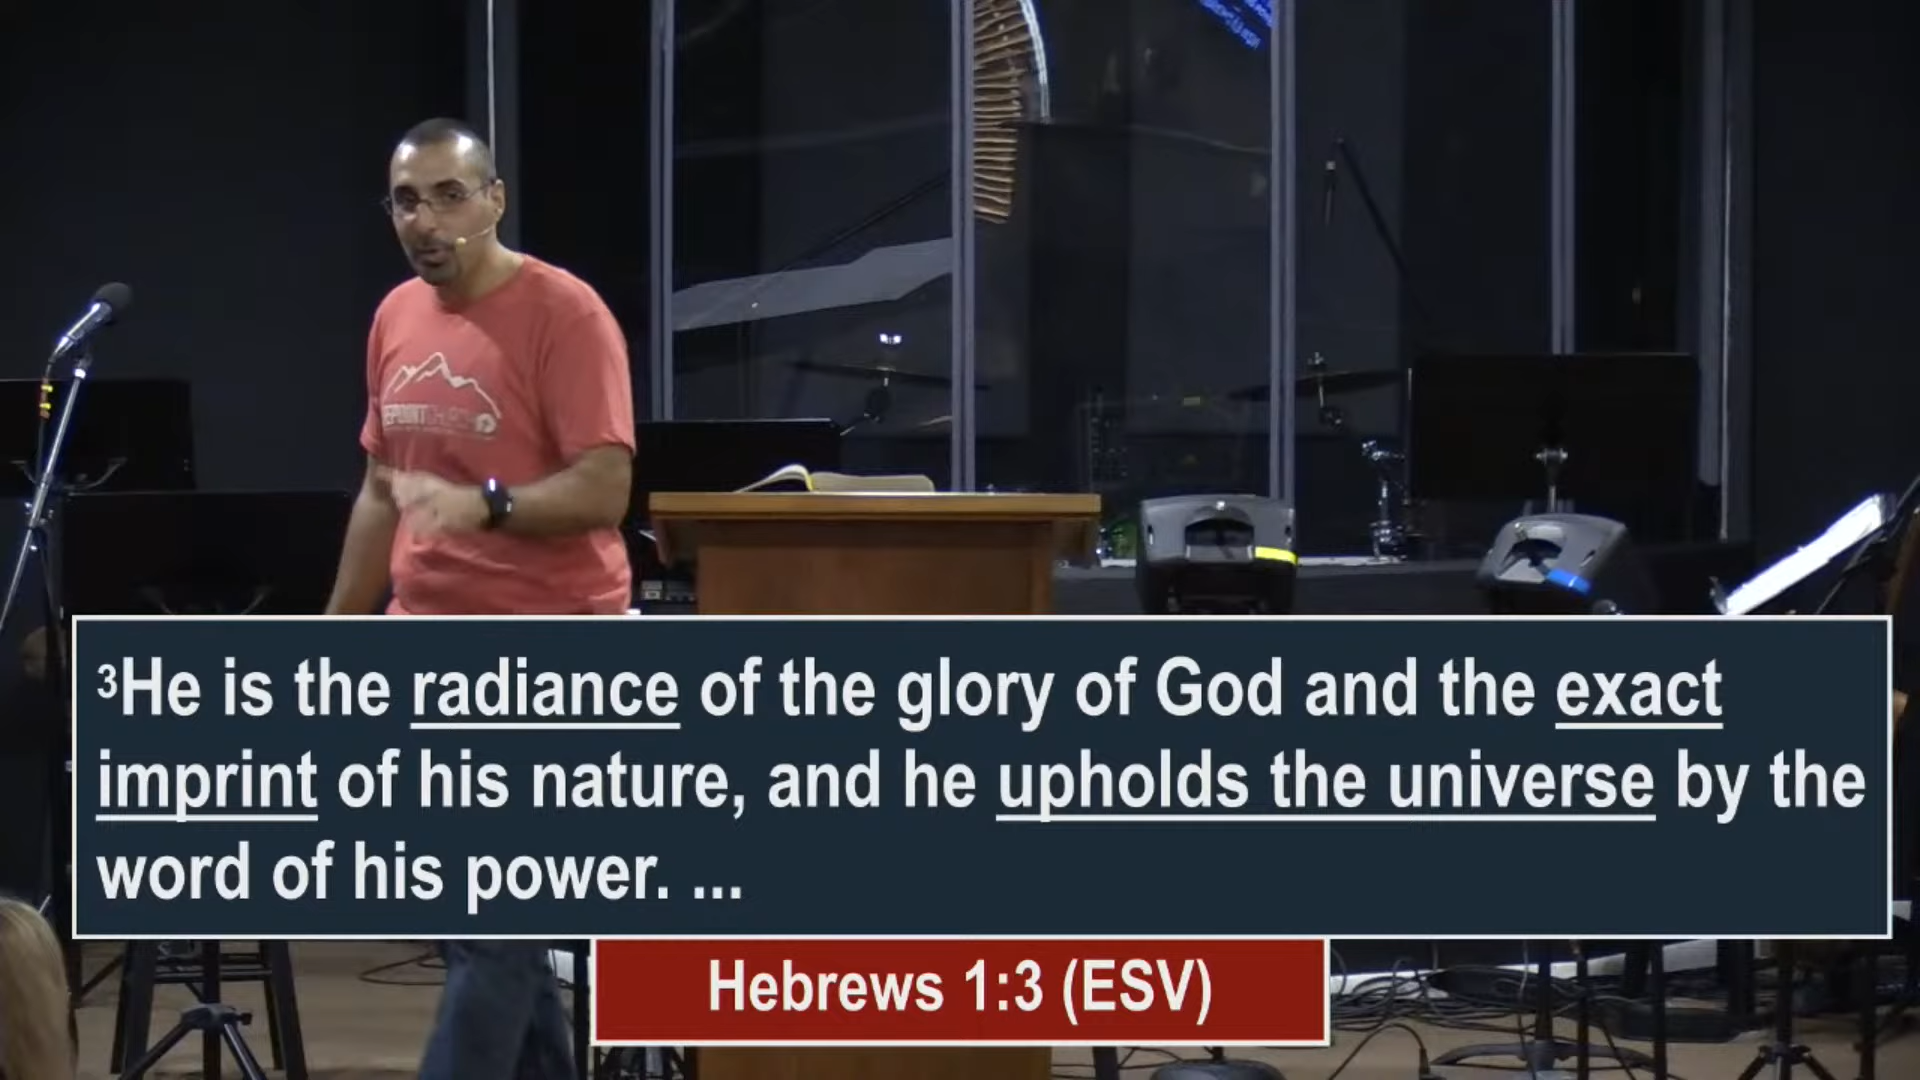 ³He is the radiance of the glory of God and the exact
imprint of his nature, and he upholds the universe by the
word of his power. ...
Hebrews 1:3 (ESV)